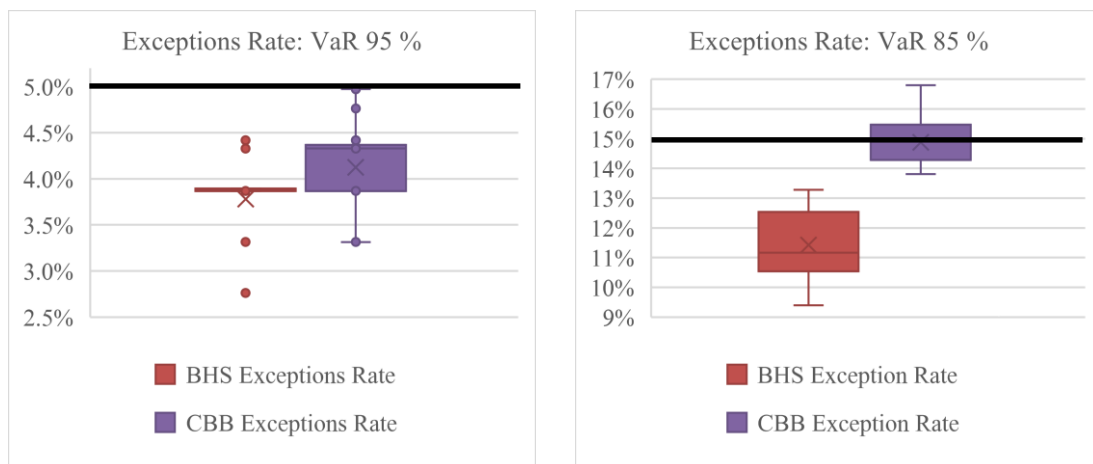 Exceptions Rate: VaR 95 %
5.0%
4.5%
4.0%
3.5%
3.0%
2.5%
BHS Exceptions Rate
CBB Exceptions Rate
Exceptions Rate: VaR 85 %
17%
16%
15%
14%
13%
12%
11%
10%
9%
BHS Exception Rate
CBB Exception Rate